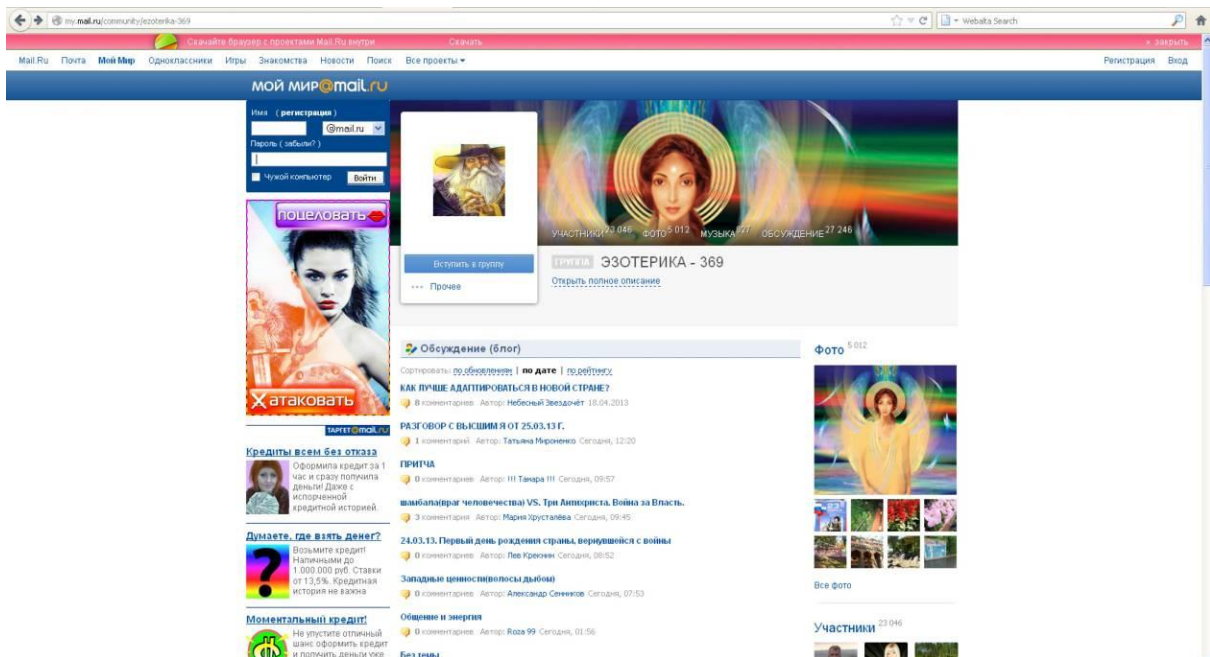 my.mail.ru/community/ezoterika-369
Webalta Search
Скачайте браузер с проектами Mail.Ru внутри
Скачать
x закрыть
Mail.Ru Почта Мой Мир Одноклассники Игры Знакомства Новости Поиск Все проекты
Регистрация Вход
МОЙ МИР@mail.ru
Имя ( регистрация )
@mail.ru
Пароль ( забыли? )
Чужой компьютер Войти
поцеловать
атаковать
ТАРГЕТ@mail.ru
Кредиты всем без отказа
Оформила кредит за 1
час и сразу получила
деньги! Даже с
испорченной
кредитной историей.
Думаете, где взять денег?
?
Возьмите кредит!
Наличными до
1 000 000 руб. Ставки
от 13,5%. Кредитная
история не важна
Моментальный кредит!
Не упустите отличный
шанс оформить кредит
и получить деньги уже
УЧАСТНИКИ 23 046 ФОТО 5 012 МУЗЫКА ОБСУЖДЕНИЕ 27 246
Вступить в группу
... Прочее
ГРУППА ЭЗОТЕРИКА - 369
Открыть полное описание
Обсуждение (блог)
Сортировать: по обновлениям | по дате | по рейтингу
КАК ЛУЧШЕ АДАПТИРОВАТЬСЯ В НОВОЙ СТРАНЕ?
8 комментариев Автор: Небесный Звездочёт 18.04.2013
РАЗГОВОР С ВЫСШИМ Я ОТ 25.03.13 Г.
1 комментарий Автор: Татьяна Мироненко Сегодня, 12:20
ПРИТЧА
0 комментариев Автор: !!! Тамара !!! Сегодня, 09:57
шамбала(враг человечества) VS. Три Антихриста. Война за Власть.
3 комментария Автор: Мария Хрусталёва Сегодня, 09:45
24.03.13. Первый день рождения страны, вернувшейся с войны
0 комментариев Автор: Лев Крекнин Сегодня, 08:52
Западные ценности(волосы дыбом)
0 комментариев Автор: Александр Сенников Сегодня, 07:53
Общение и энергия
0 комментариев Автор: Roza 99 Сегодня, 01:56
Без темы
Фото 5 012
Все фото
Участники 23 046